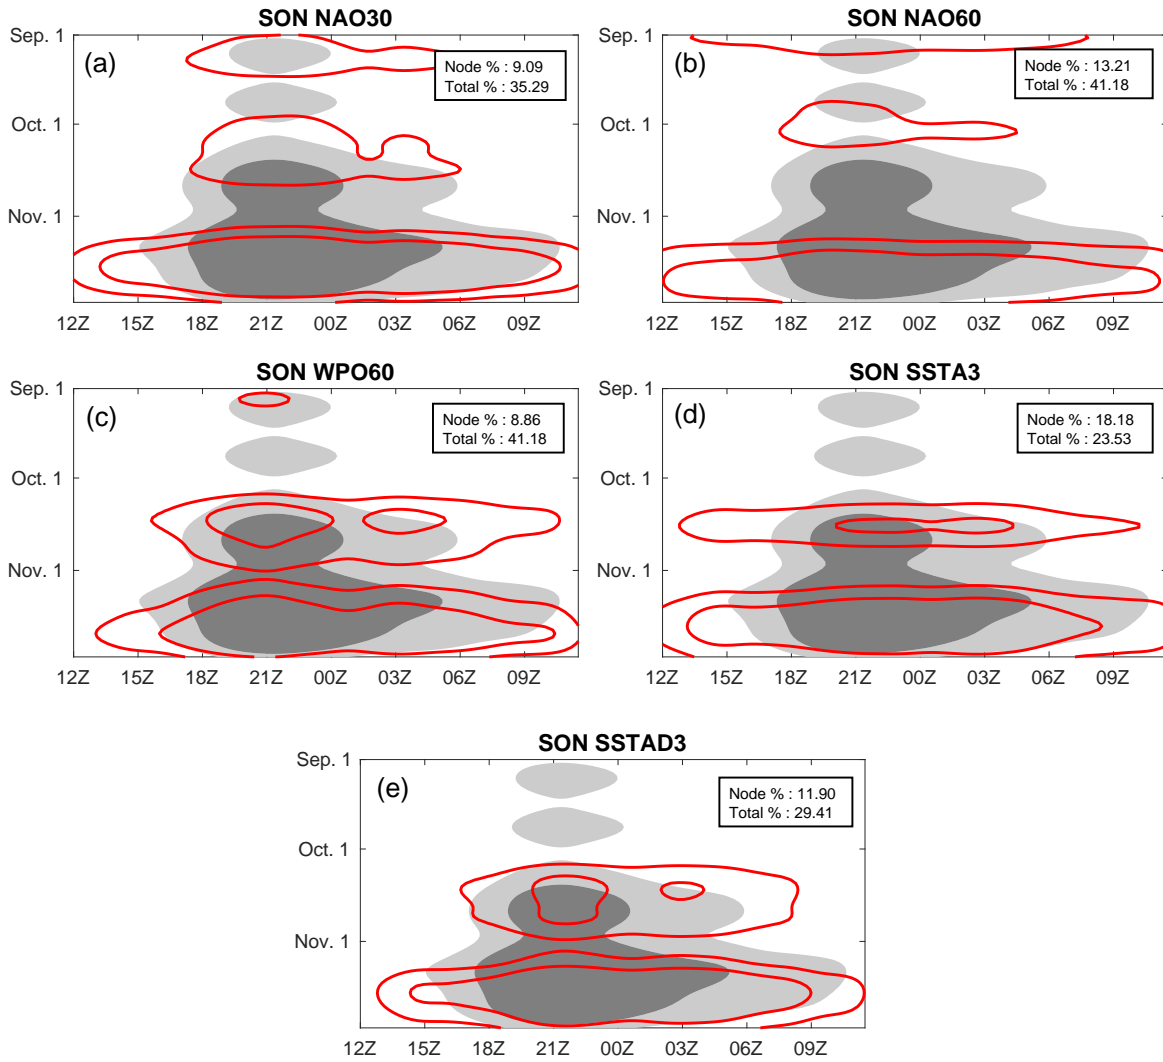 SON NAO30
(a)
Node % : 9.09
Total % : 35.29
Sep. 1
Oct. 1
Nov. 1
12Z 15Z 18Z 21Z 00Z 03Z 06Z 09Z
SON NAO60
(b)
Node % : 13.21
Total % : 41.18
Sep. 1
Oct. 1
Nov. 1
12Z 15Z 18Z 21Z 00Z 03Z 06Z 09Z
SON WPO60
(c)
Node % : 8.86
Total % : 41.18
Sep. 1
Oct. 1
Nov. 1
12Z 15Z 18Z 21Z 00Z 03Z 06Z 09Z
SON SSTA3
(d)
Node % : 18.18
Total % : 23.53
Sep. 1
Oct. 1
Nov. 1
12Z 15Z 18Z 21Z 00Z 03Z 06Z 09Z
SON SSTAD3
(e)
Node % : 11.90
Total % : 29.41
Sep. 1
Oct. 1
Nov. 1
12Z 15Z 18Z 21Z 00Z 03Z 06Z 09Z